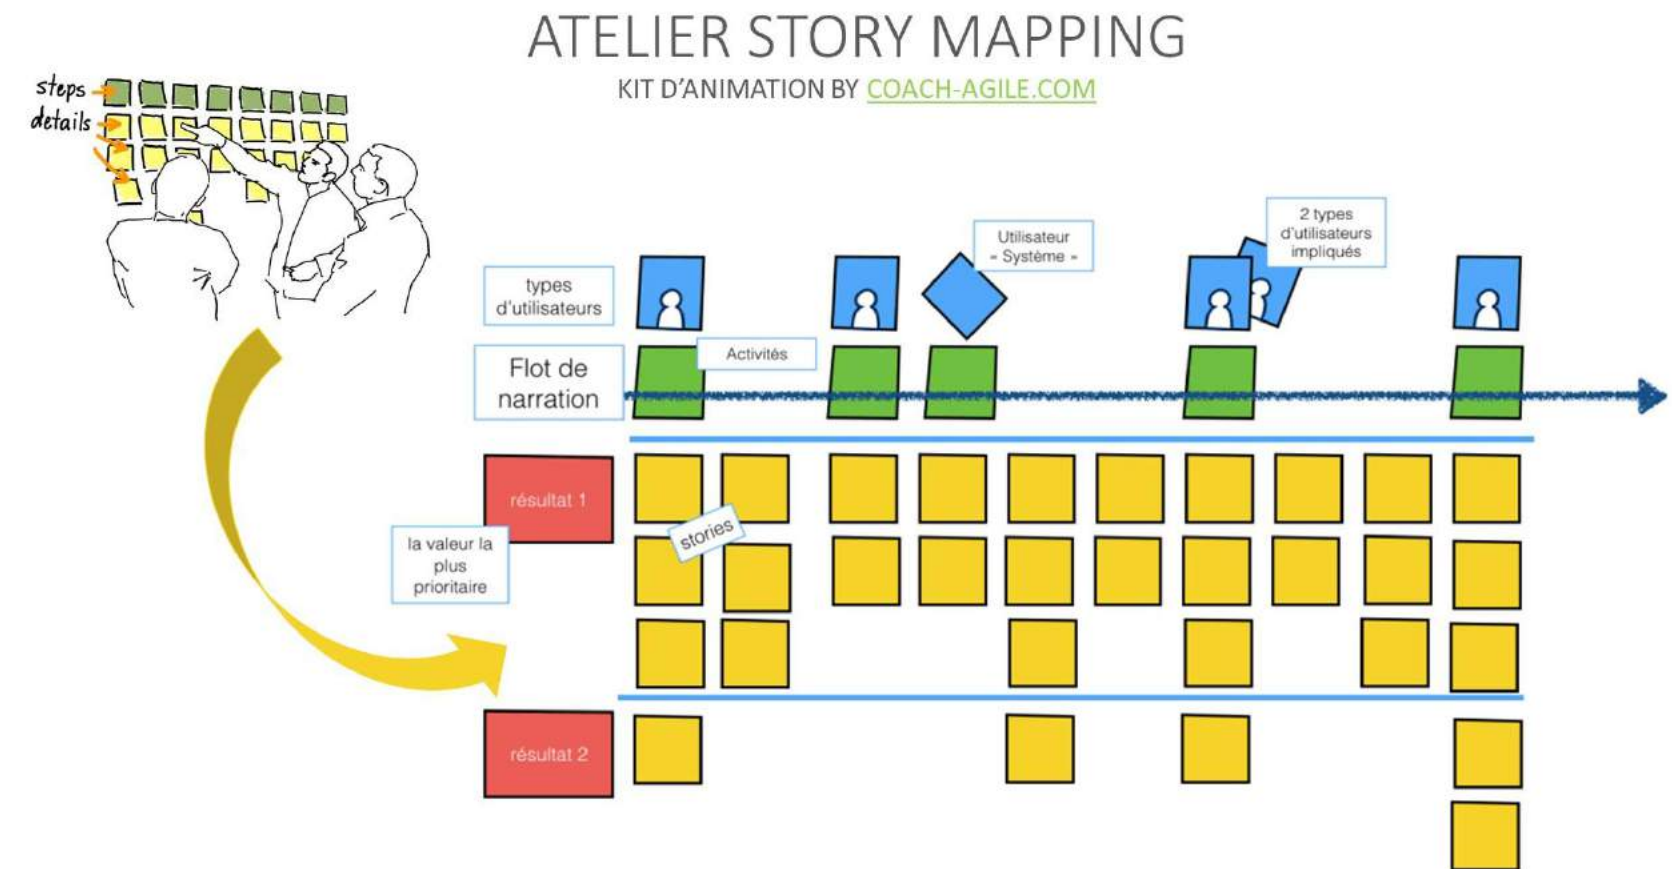 ATELIER STORY MAPPING
KIT D'ANIMATION BY COACH-AGILE.COM
steps
details
types
d'utilisateurs
Utilisateur
« Système »
2 types
d'utilisateurs
impliqués
Flot de
narration
Activités
résultat 1
stories
la valeur la
plus
prioritaire
résultat 2